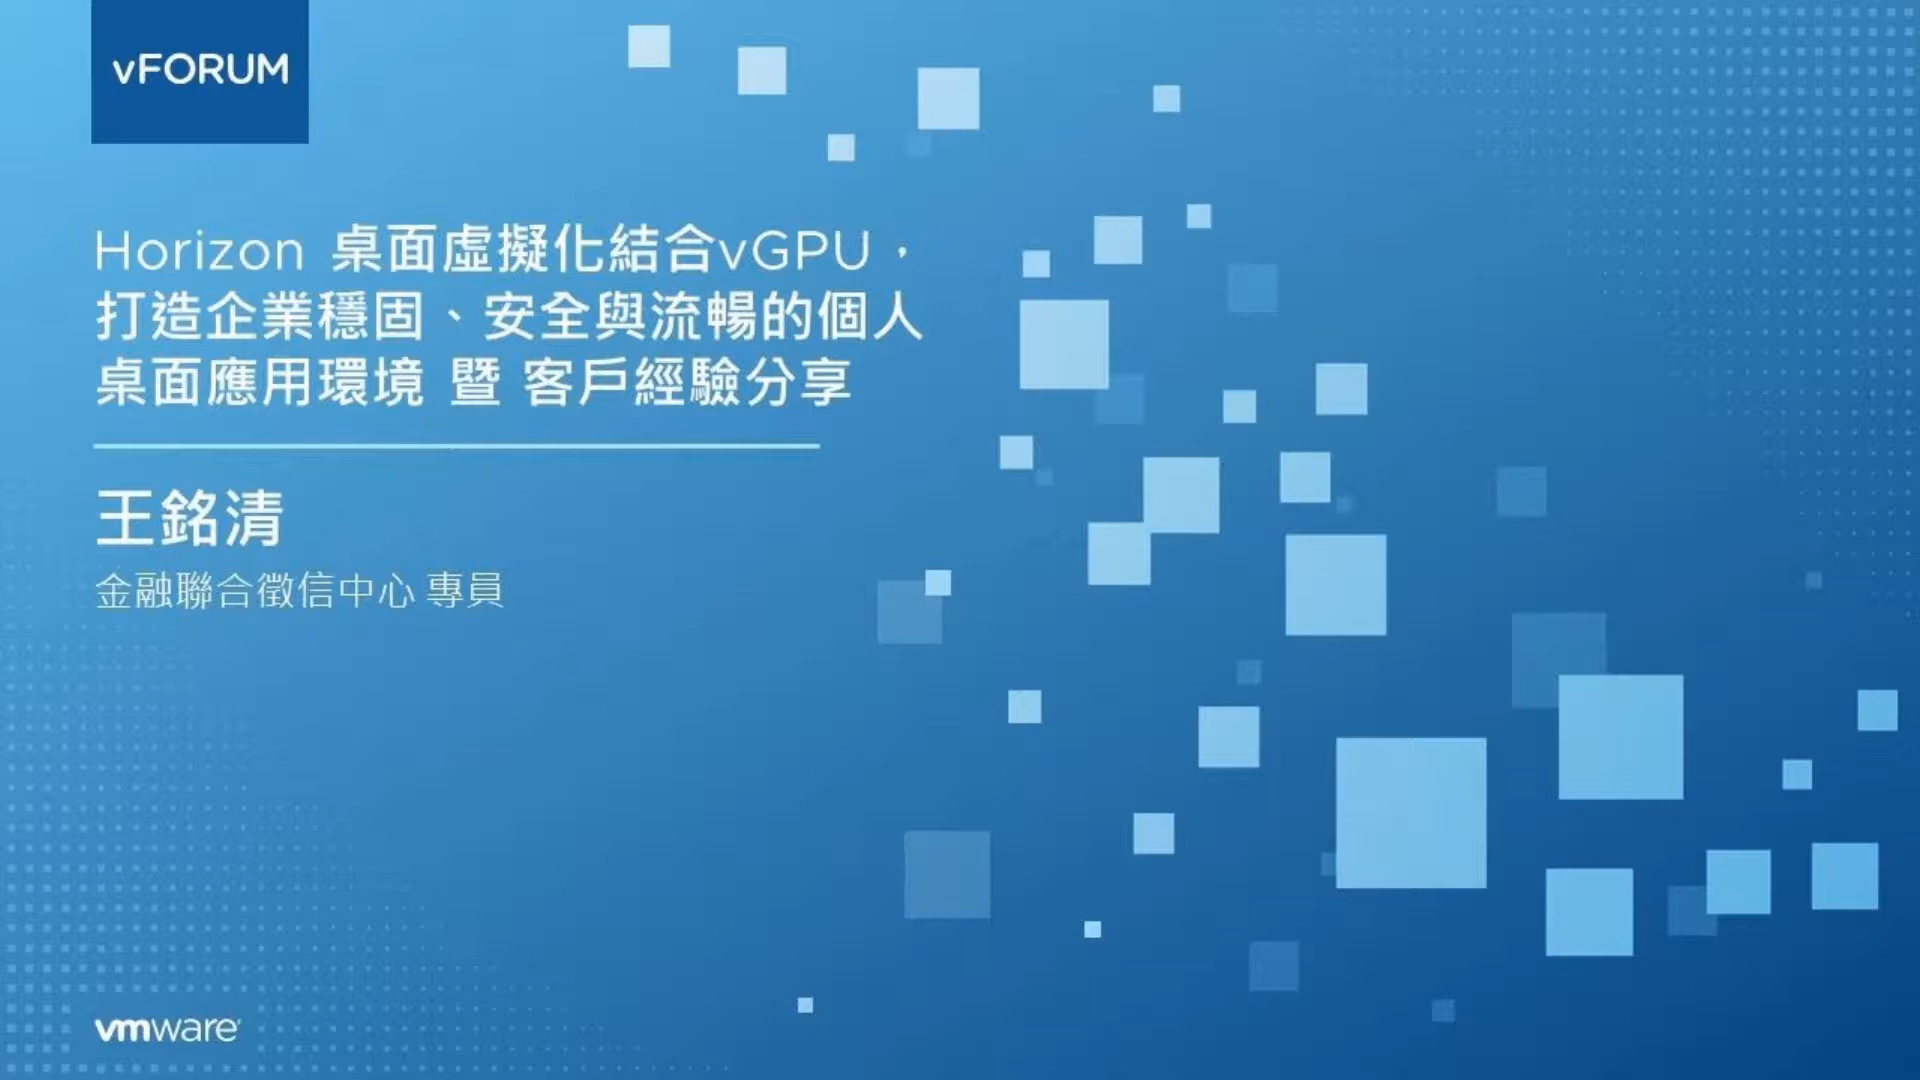 vFORUM
Horizon 桌面虛擬化結合vGPU，
打造企業穩固、安全與流暢的個人
桌面應用環境 暨 客戶經驗分享
王銘清
金融聯合徵信中心 專員
vmware